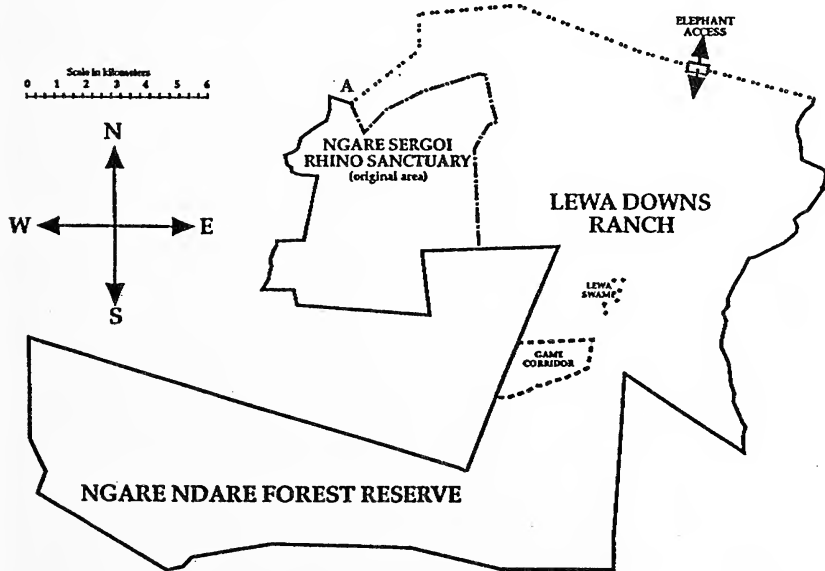 ELEPHANT
ACCESS
Scale in kilometers
0 1 2 3 4 5 6
A
N
NGARE SERGOI
RHINO SANCTUARY
(original area)
LEWA DOWNS
RANCH
W E
LEWA
SWAMP
S
GAME
CORRIDOR
NGARE NDARE FOREST RESERVE